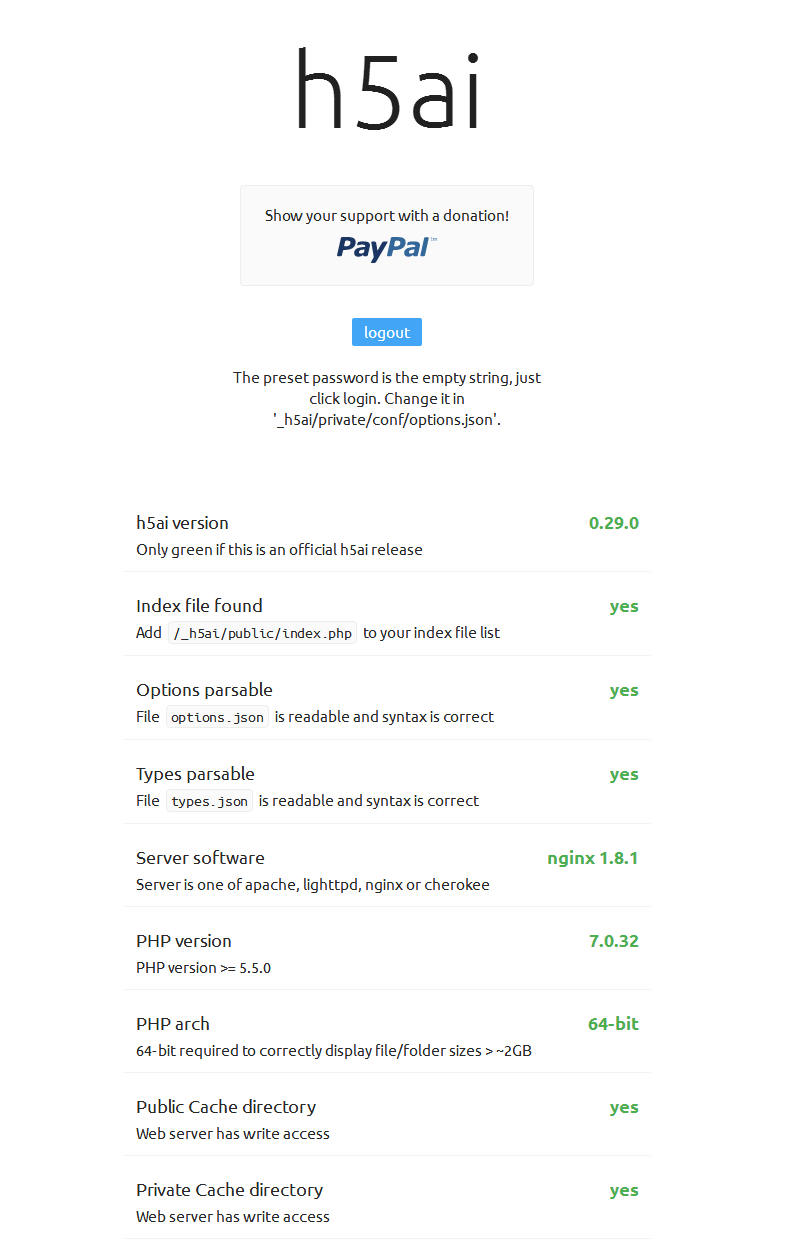 h5ai
Show your support with a donation!
PayPal™
logout
The preset password is the empty string, just
click login. Change it in
'_h5ai/private/conf/options.json'.
h5ai version 0.29.0
Only green if this is an official h5ai release
Index file found yes
Add /_h5ai/public/index.php to your index file list
Options parsable yes
File options.json is readable and syntax is correct
Types parsable yes
File types.json is readable and syntax is correct
Server software nginx 1.8.1
Server is one of apache, lighttpd, nginx or cherokee
PHP version 7.0.32
PHP version >= 5.5.0
PHP arch 64-bit
64-bit required to correctly display file/folder sizes > ~2GB
Public Cache directory yes
Web server has write access
Private Cache directory yes
Web server has write access